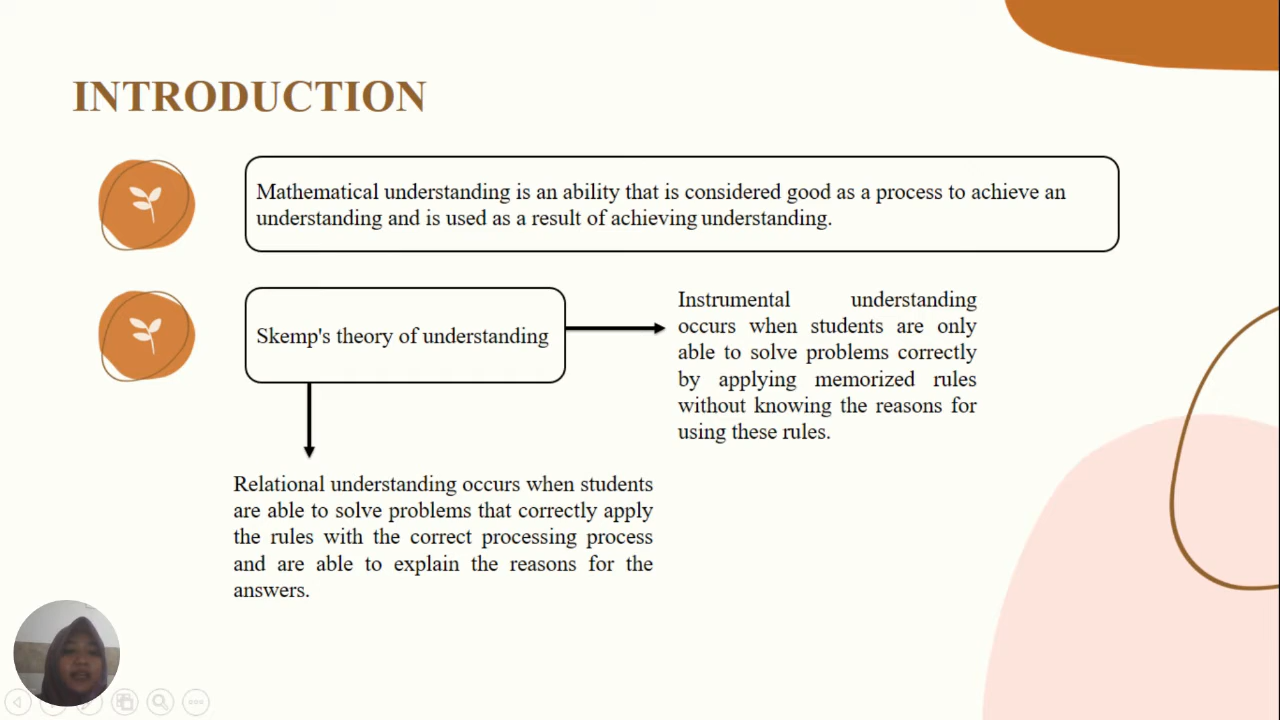 INTRODUCTION
Mathematical understanding is an ability that is considered good as a process to achieve an
understanding and is used as a result of achieving understanding.
Skemp's theory of understanding
Instrumental understanding
occurs when students are only
able to solve problems correctly
by applying memorized rules
without knowing the reasons for
using these rules.
Relational understanding occurs when students
are able to solve problems that correctly apply
the rules with the correct processing process
and are able to explain the reasons for the
answers.